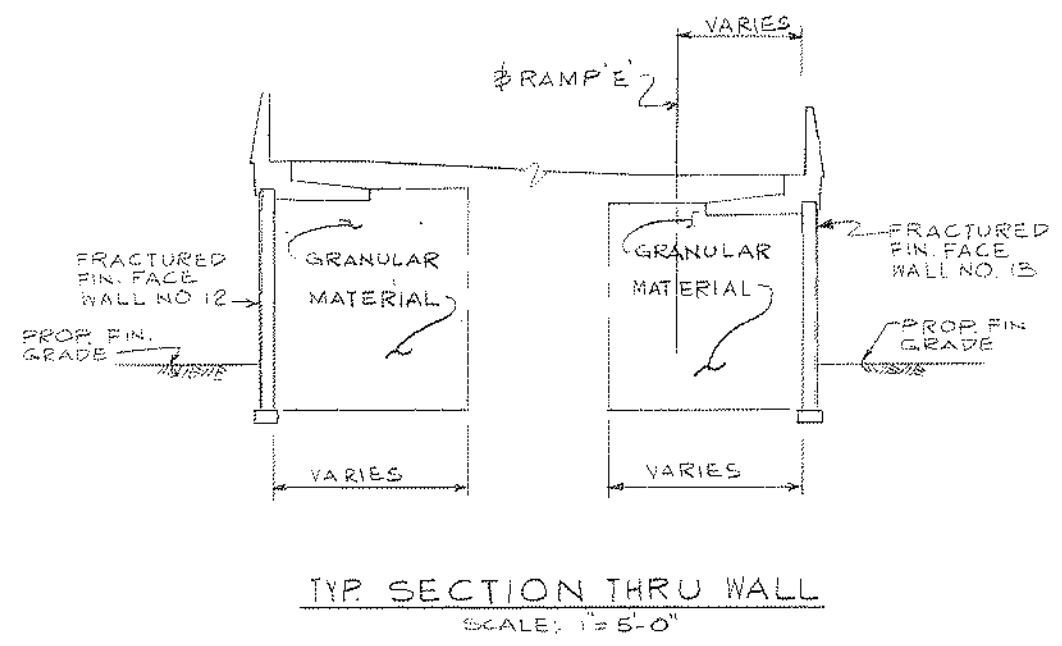 VARIES
RAMP 'E'
FRACTURED
FIN. FACE
WALL NO 12
GRANULAR
MATERIAL
GRANULAR
MATERIAL
FRACTURED
FIN. FACE
WALL NO. 13
PROP. FIN.
GRADE
PROP. FIN
GRADE
VARIES
VARIES
TYP. SECTION THRU WALL
SCALE: 1"= 5'-0"